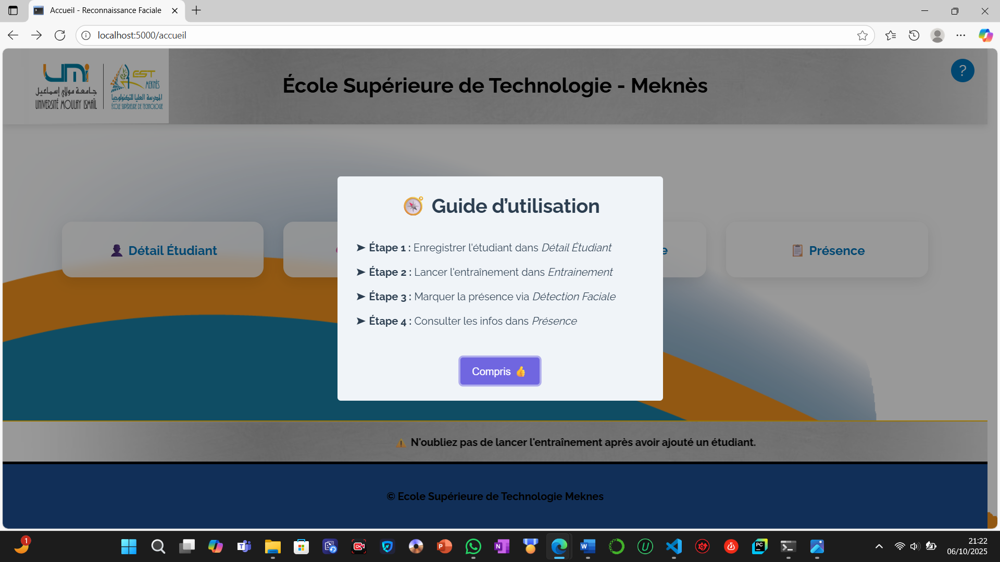 Accueil - Reconnaissance Faciale
localhost:5000/accueil
umi
جامعة مولاي إسماعيل
UNIVERSITÉ MOULAY ISMAÏL
EST
MEKNÈS
المدرسة العليا للتكنولوجيا
ÉCOLE SUPÉRIEURE DE TECHNOLOGIE
École Supérieure de Technologie - Meknès
?
Guide d’utilisation
➤ Étape 1 : Enregistrer l'étudiant dans Détail Étudiant
➤ Étape 2 : Lancer l'entraînement dans Entrainement
➤ Étape 3 : Marquer la présence via Détection Faciale
➤ Étape 4 : Consulter les infos dans Présence
Compris 👍
👤 Détail Étudiant
e
📋 Présence
⚠️ N'oubliez pas de lancer l'entraînement après avoir ajouté un étudiant.
© Ecole Supérieure de Technologie Meknes
1
21:22
06/10/2025